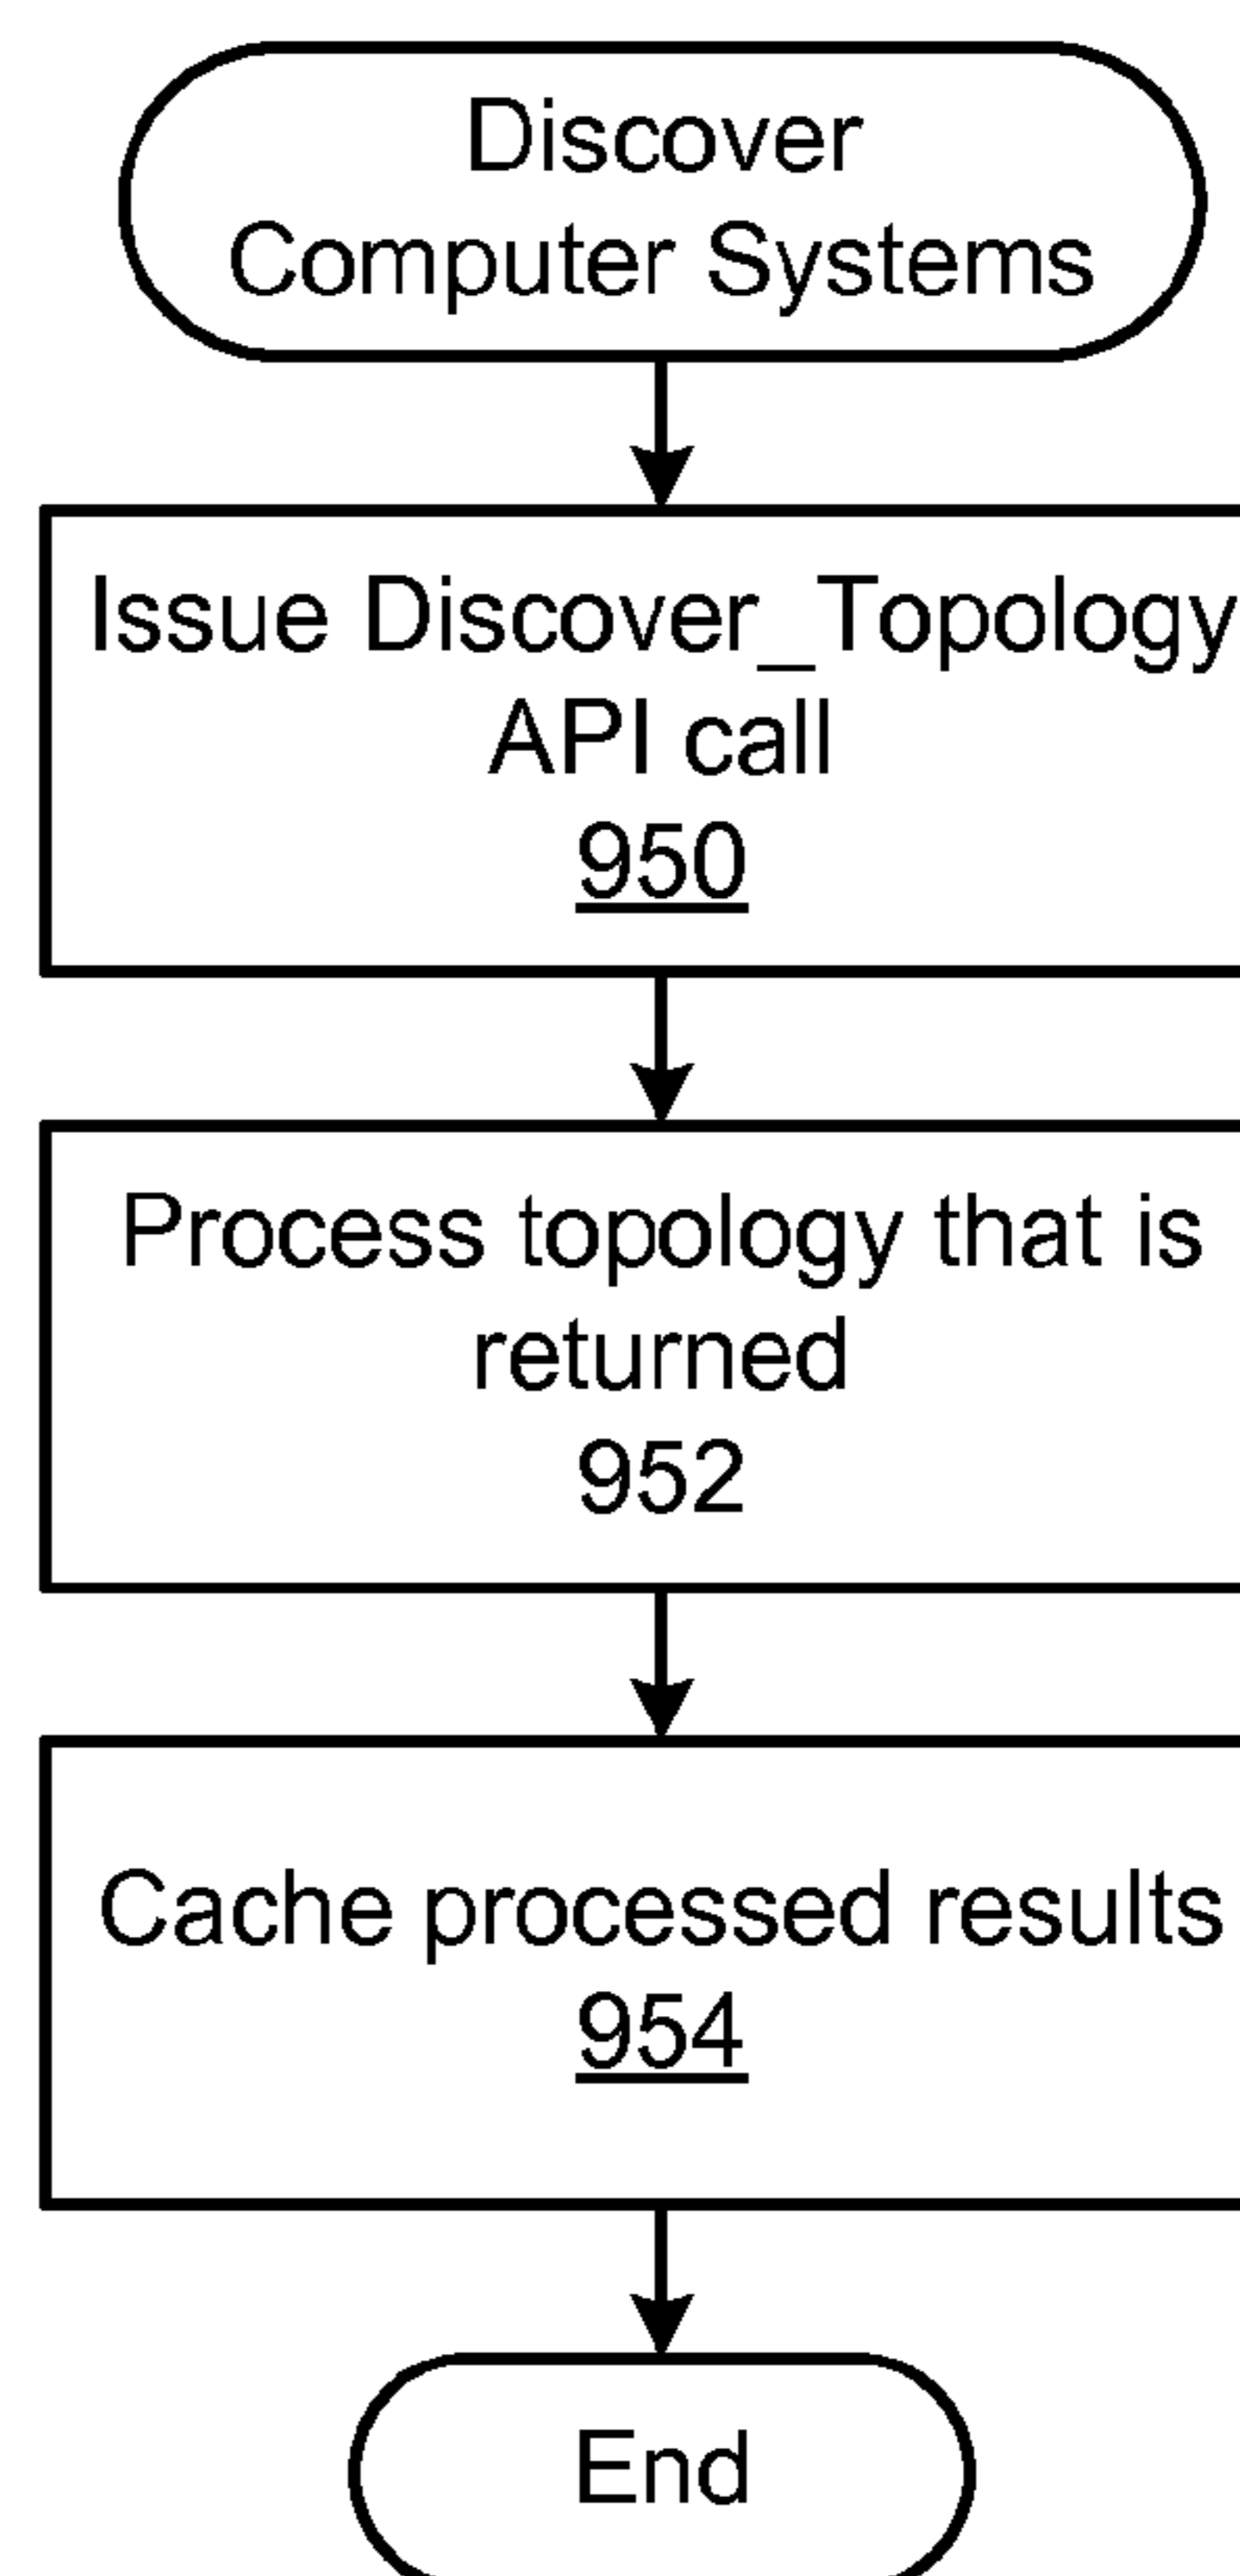 Discover
Computer Systems
Issue Discover_Topology
API call
950
Process topology that is
returned
952
Cache processed results
954
End